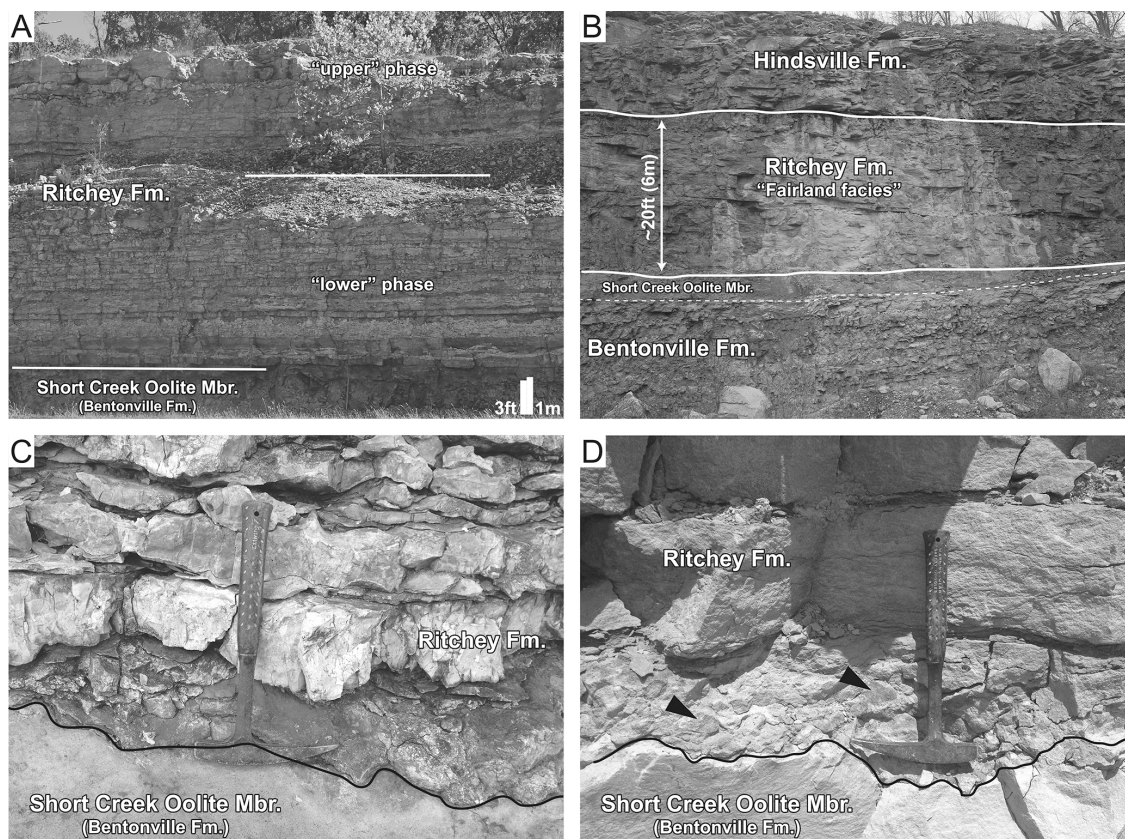 A
"upper" phase
Ritchey Fm.
"lower" phase
Short Creek Oolite Mbr.
(Bentonville Fm.)
3ft 1m
B
Hindsville Fm.
Ritchey Fm.
"Fairland facies"
~20ft (6m)
Short Creek Oolite Mbr.
Bentonville Fm.
C
Ritchey Fm.
Short Creek Oolite Mbr.
(Bentonville Fm.)
D
Ritchey Fm.
Short Creek Oolite Mbr.
(Bentonville Fm.)